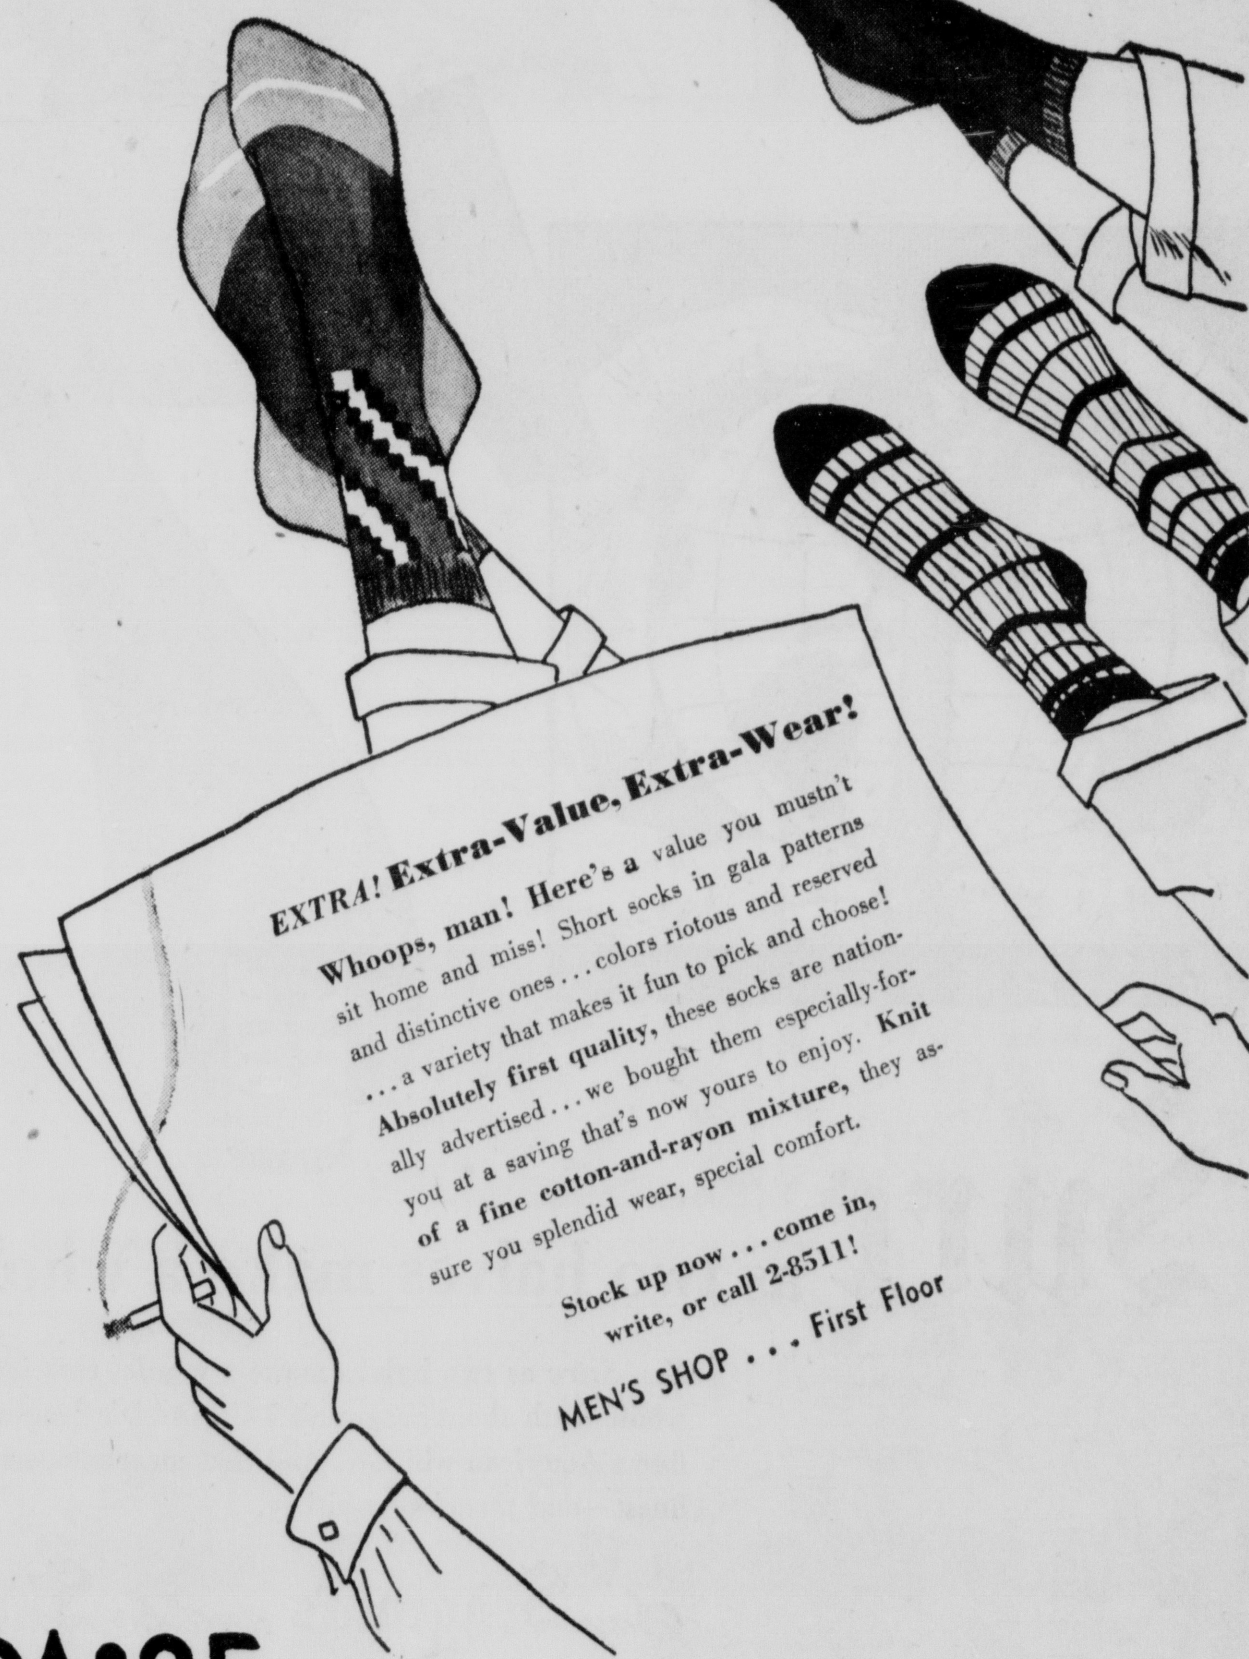 EXTRA! Extra-Value, Extra-Wear!
Whoops, man! Here's a value you mustn't
sit home and miss! Short socks in gala patterns
and distinctive ones...colors riotous and reserved
...a variety that makes it fun to pick and choose!
Absolutely first quality, these socks are nation-
ally advertised...we bought them especially-for-
you at a saving that's now yours to enjoy. Knit
of a fine cotton-and-rayon mixture, they as-
sure you splendid wear, special comfort.
Stock up now...come in,
write, or call 2-8511!
MEN'S SHOP . . . First Floor